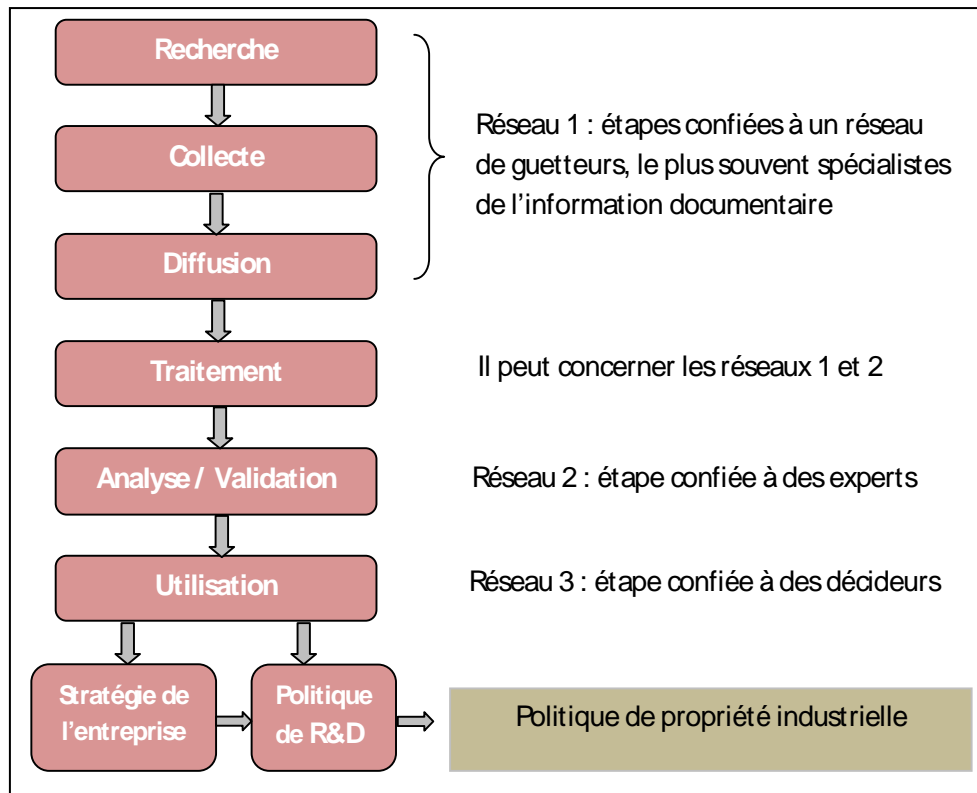 Recherche
Collecte
Réseau 1 : étapes confiées à un réseau
de guetteurs, le plus souvent spécialistes
de l’information documentaire
Diffusion
Traitement
Il peut concerner les réseaux 1 et 2
Analyse / Validation
Réseau 2 : étape confiée à des experts
Utilisation
Réseau 3 : étape confiée à des décideurs
Stratégie de
l’entreprise
Politique
de R&D
Politique de propriété industrielle